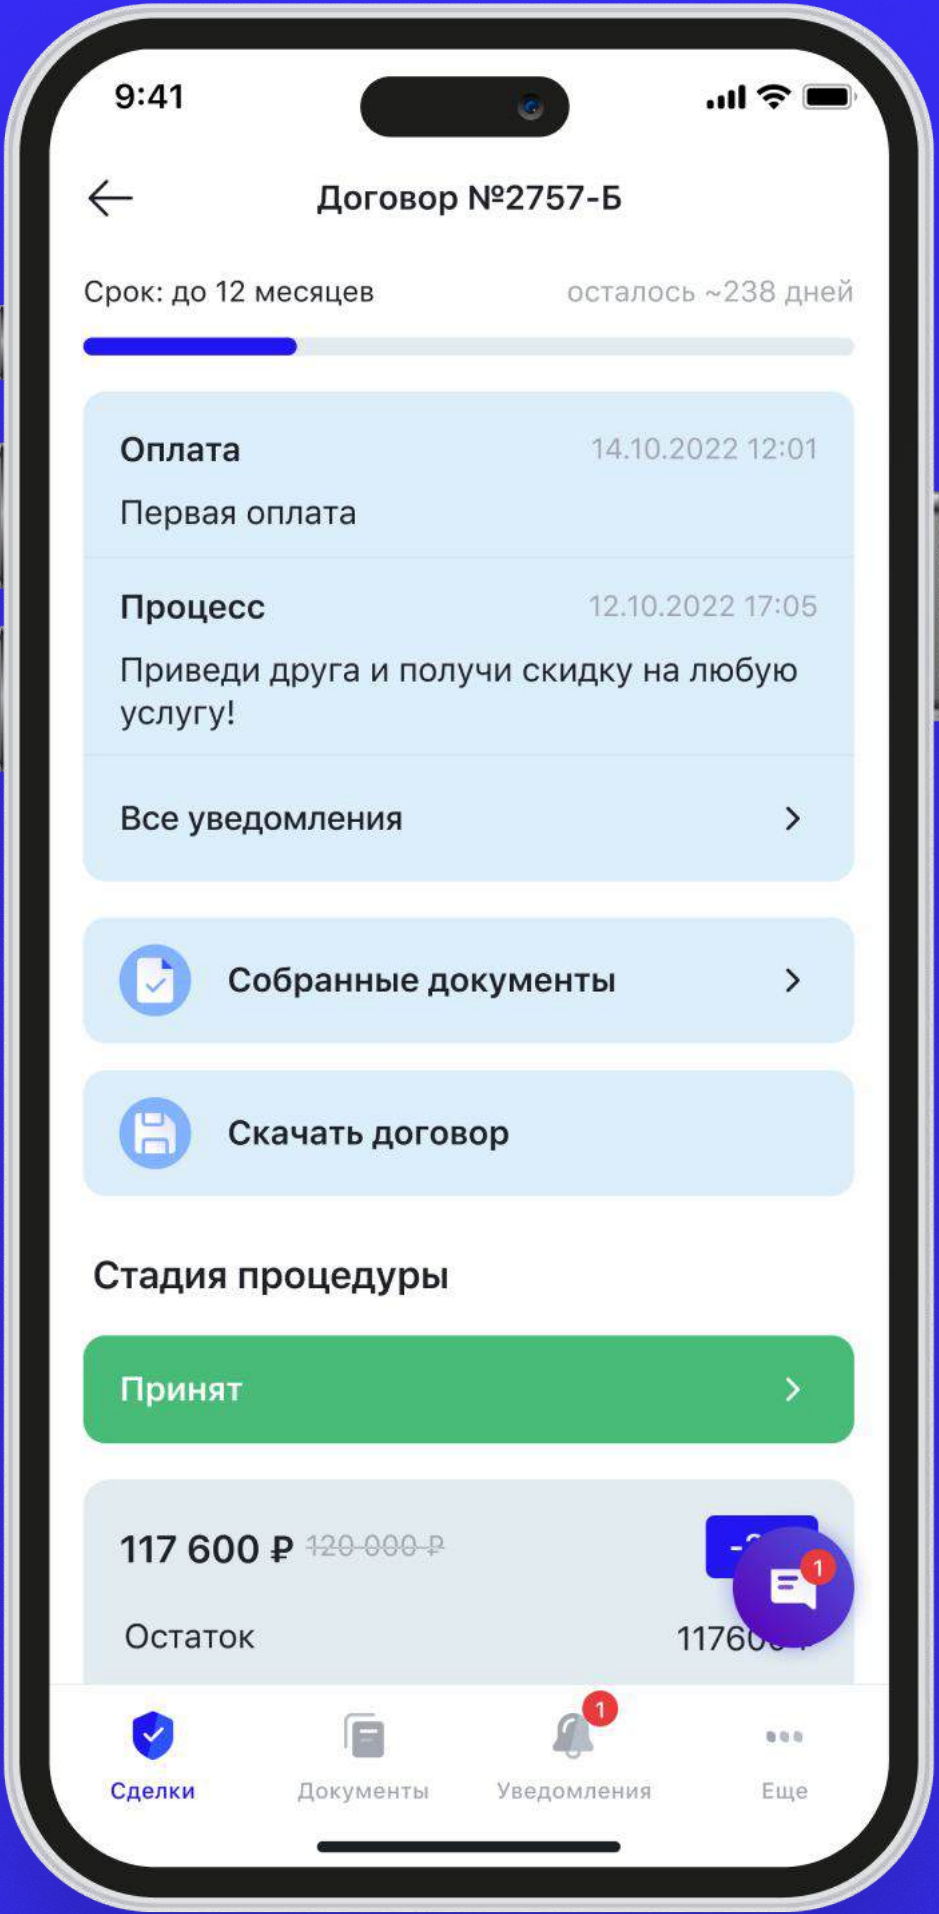 9:41
Договор №2757-Б
Срок: до 12 месяцев осталось ~238 дней
Оплата 14.10.2022 12:01
Первая оплата
Процесс 12.10.2022 17:05
Приведи друга и получи скидку на любую
услугу!
Все уведомления
Собранные документы
Скачать договор
Стадия процедуры
Принят
117 600 ₽ 120 000 ₽
1
Остаток
1
Сделки Документы Уведомления Еще